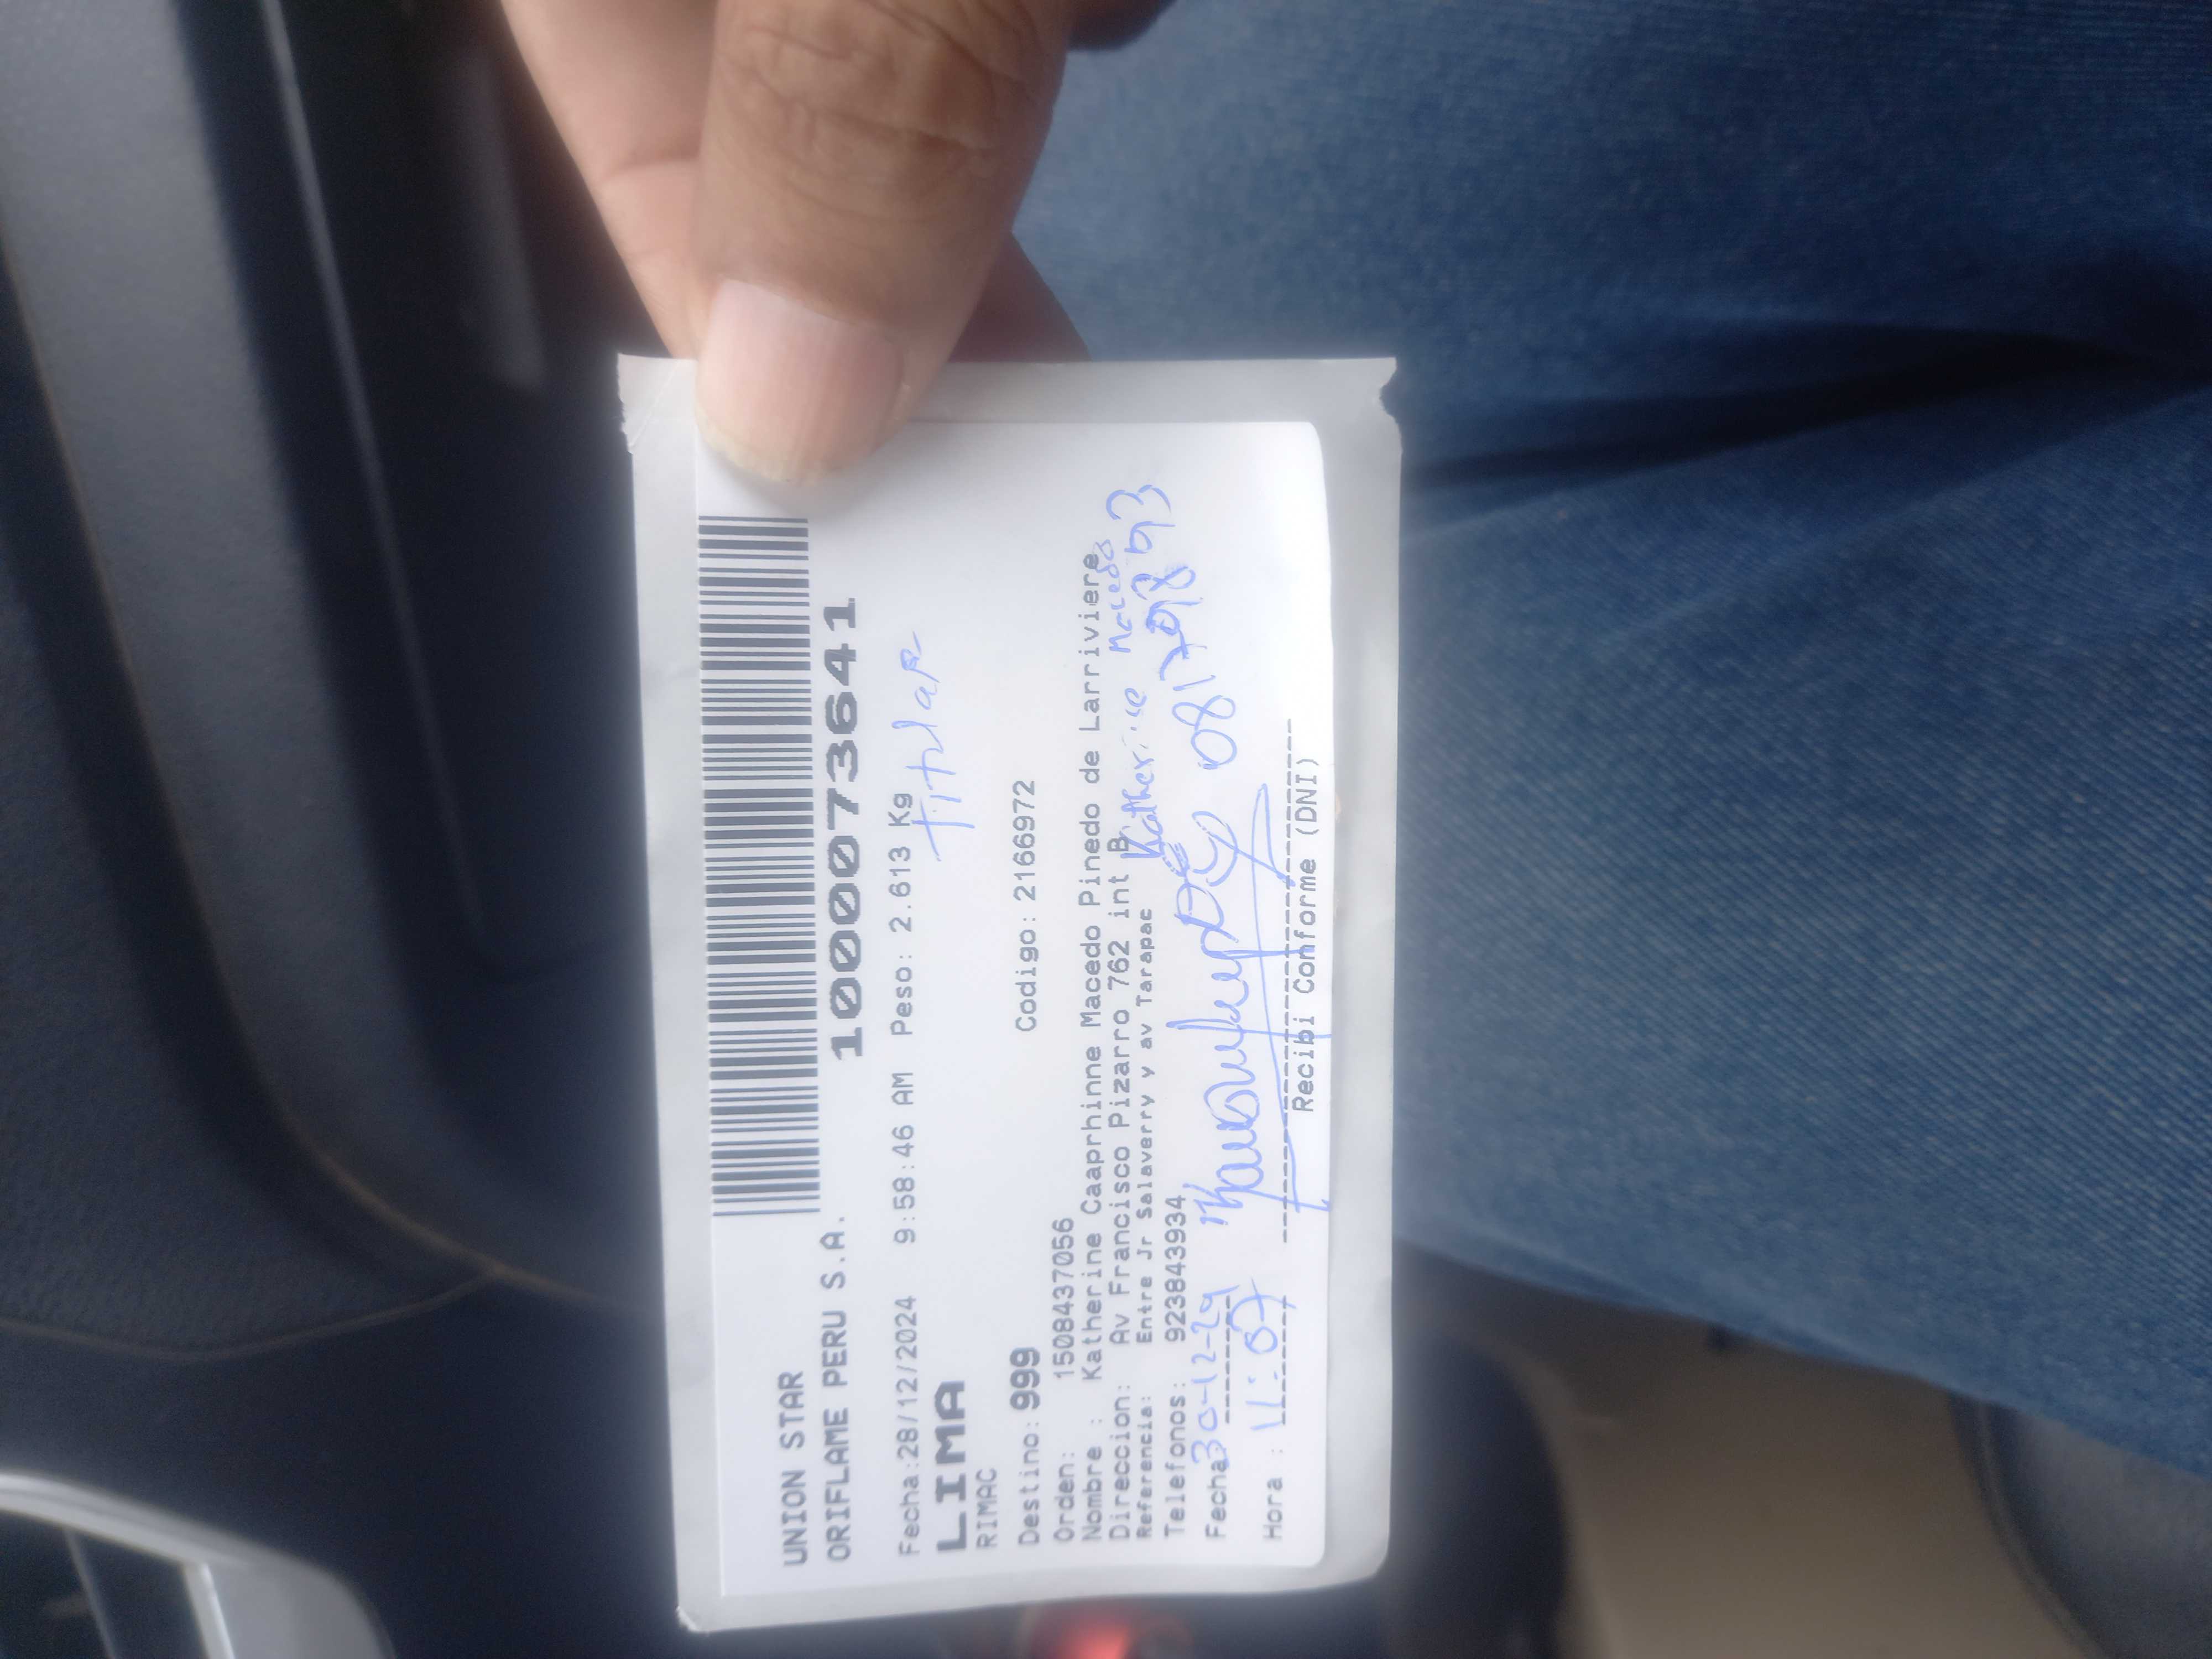 UNION STAR
ORIFLAME PERU S.A.
1000073641
Fecha:28/12/2024 9:58:46 AM Peso: 2.613 Kg
LIMA
Titular
RIMAC
Destino:999 Codigo: 2166972
Orden: 1508437056
Nombre : Katherine Caaprhinne Macedo Pinedo de Larriviere
Direccion: Av Francisco Pizarro 762 int B
Referencia: Entre Jr Salaverry y av Tarapac
Katherine Macedo
Telefonos: 923843934
Fecha 30-12-24
Hora : 11:07
Recibi Conforme (DNI)